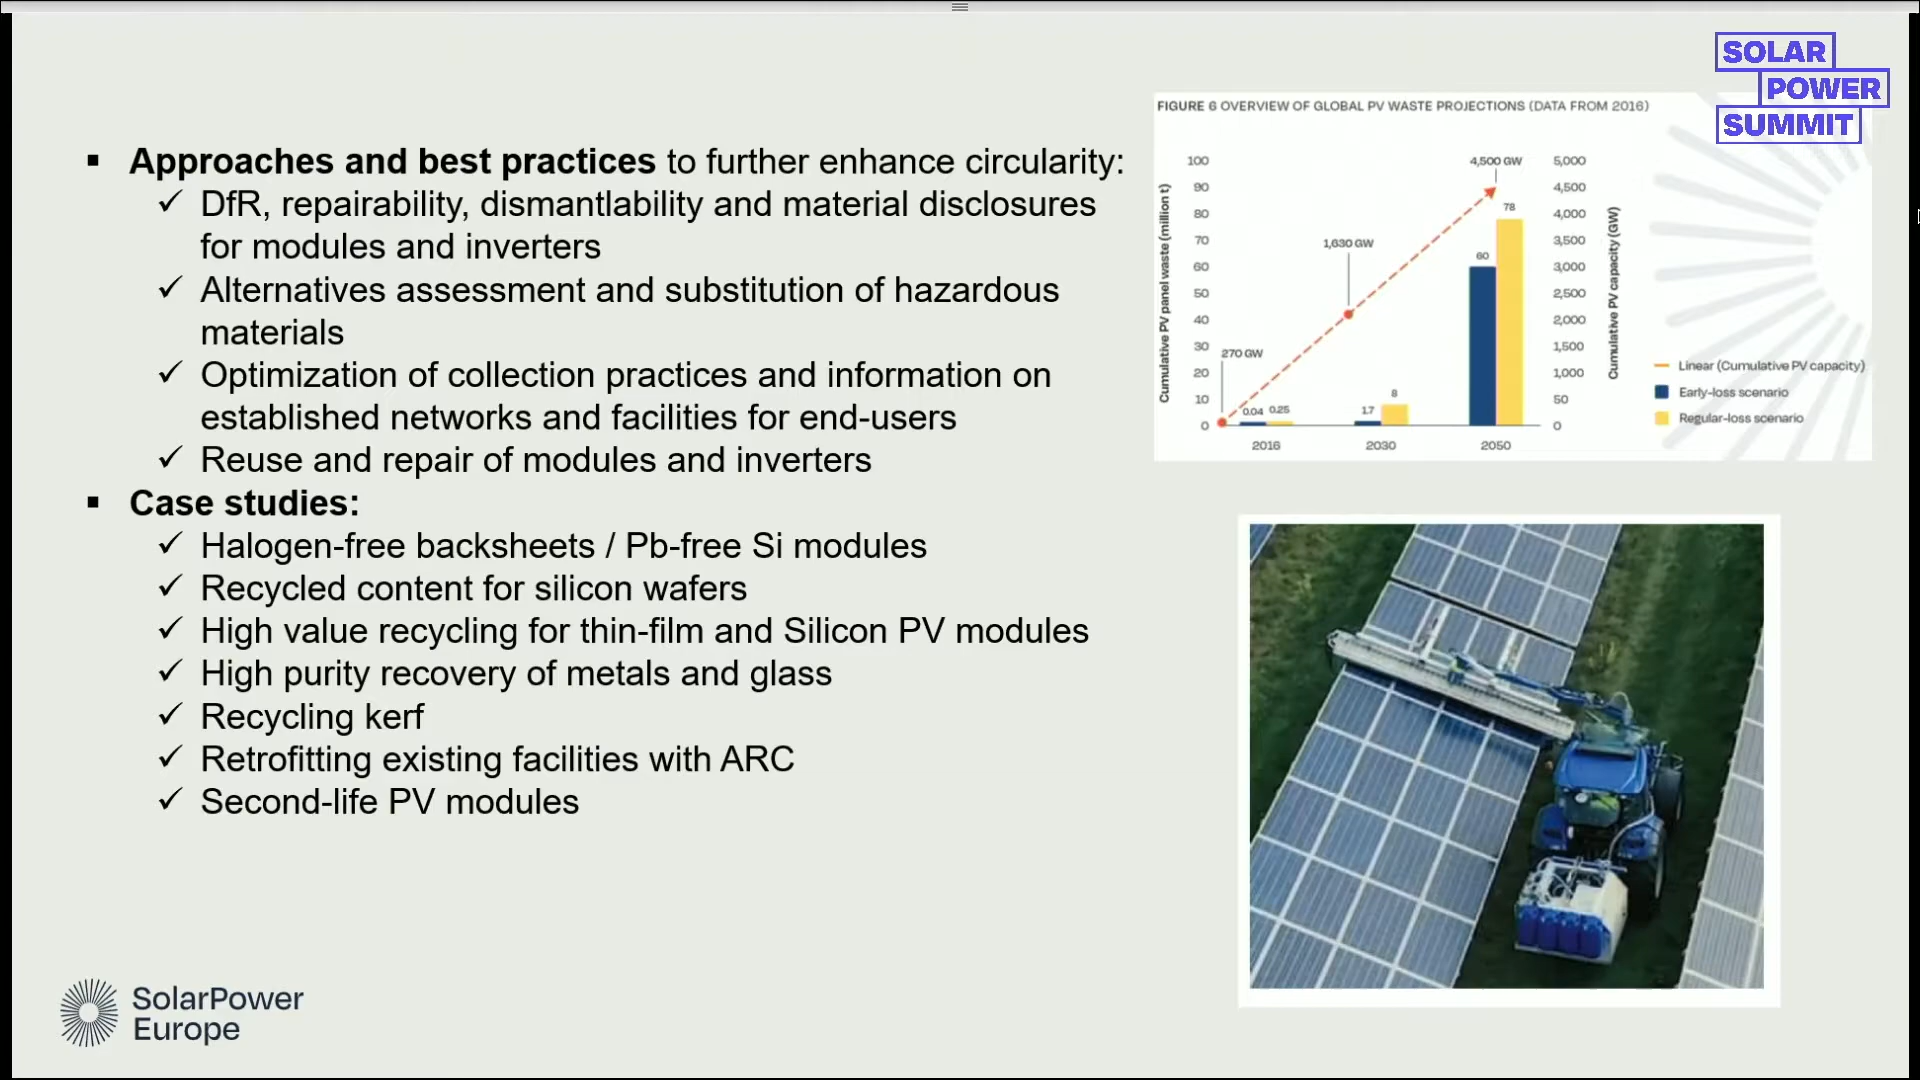 SOLAR
POWER
SUMMIT
▪ Approaches and best practices to further enhance circularity:
✓ DfR, repairability, dismantlability and material disclosures
for modules and inverters
✓ Alternatives assessment and substitution of hazardous
materials
✓ Optimization of collection practices and information on
established networks and facilities for end-users
✓ Reuse and repair of modules and inverters
▪ Case studies:
✓ Halogen-free backsheets / Pb-free Si modules
✓ Recycled content for silicon wafers
✓ High value recycling for thin-film and Silicon PV modules
✓ High purity recovery of metals and glass
✓ Recycling kerf
✓ Retrofitting existing facilities with ARC
✓ Second-life PV modules
FIGURE 6 OVERVIEW OF GLOBAL PV WASTE PROJECTIONS (DATA FROM 2016)
Cumulative PV panel waste (million t)
100
90
80
70
60
50
40
30
20
10
0
270 GW
1,630 GW
4,500 GW
0.04
0.25
1.7
8
60
78
2016
2030
2050
5,000
4,500
4,000
3,500
3,000
2,500
2,000
1,500
1,000
50
0
Cumulative PV capacity (GW)
Linear (Cumulative PV capacity)
Early-loss scenario
Regular-loss scenario
SolarPower
Europe